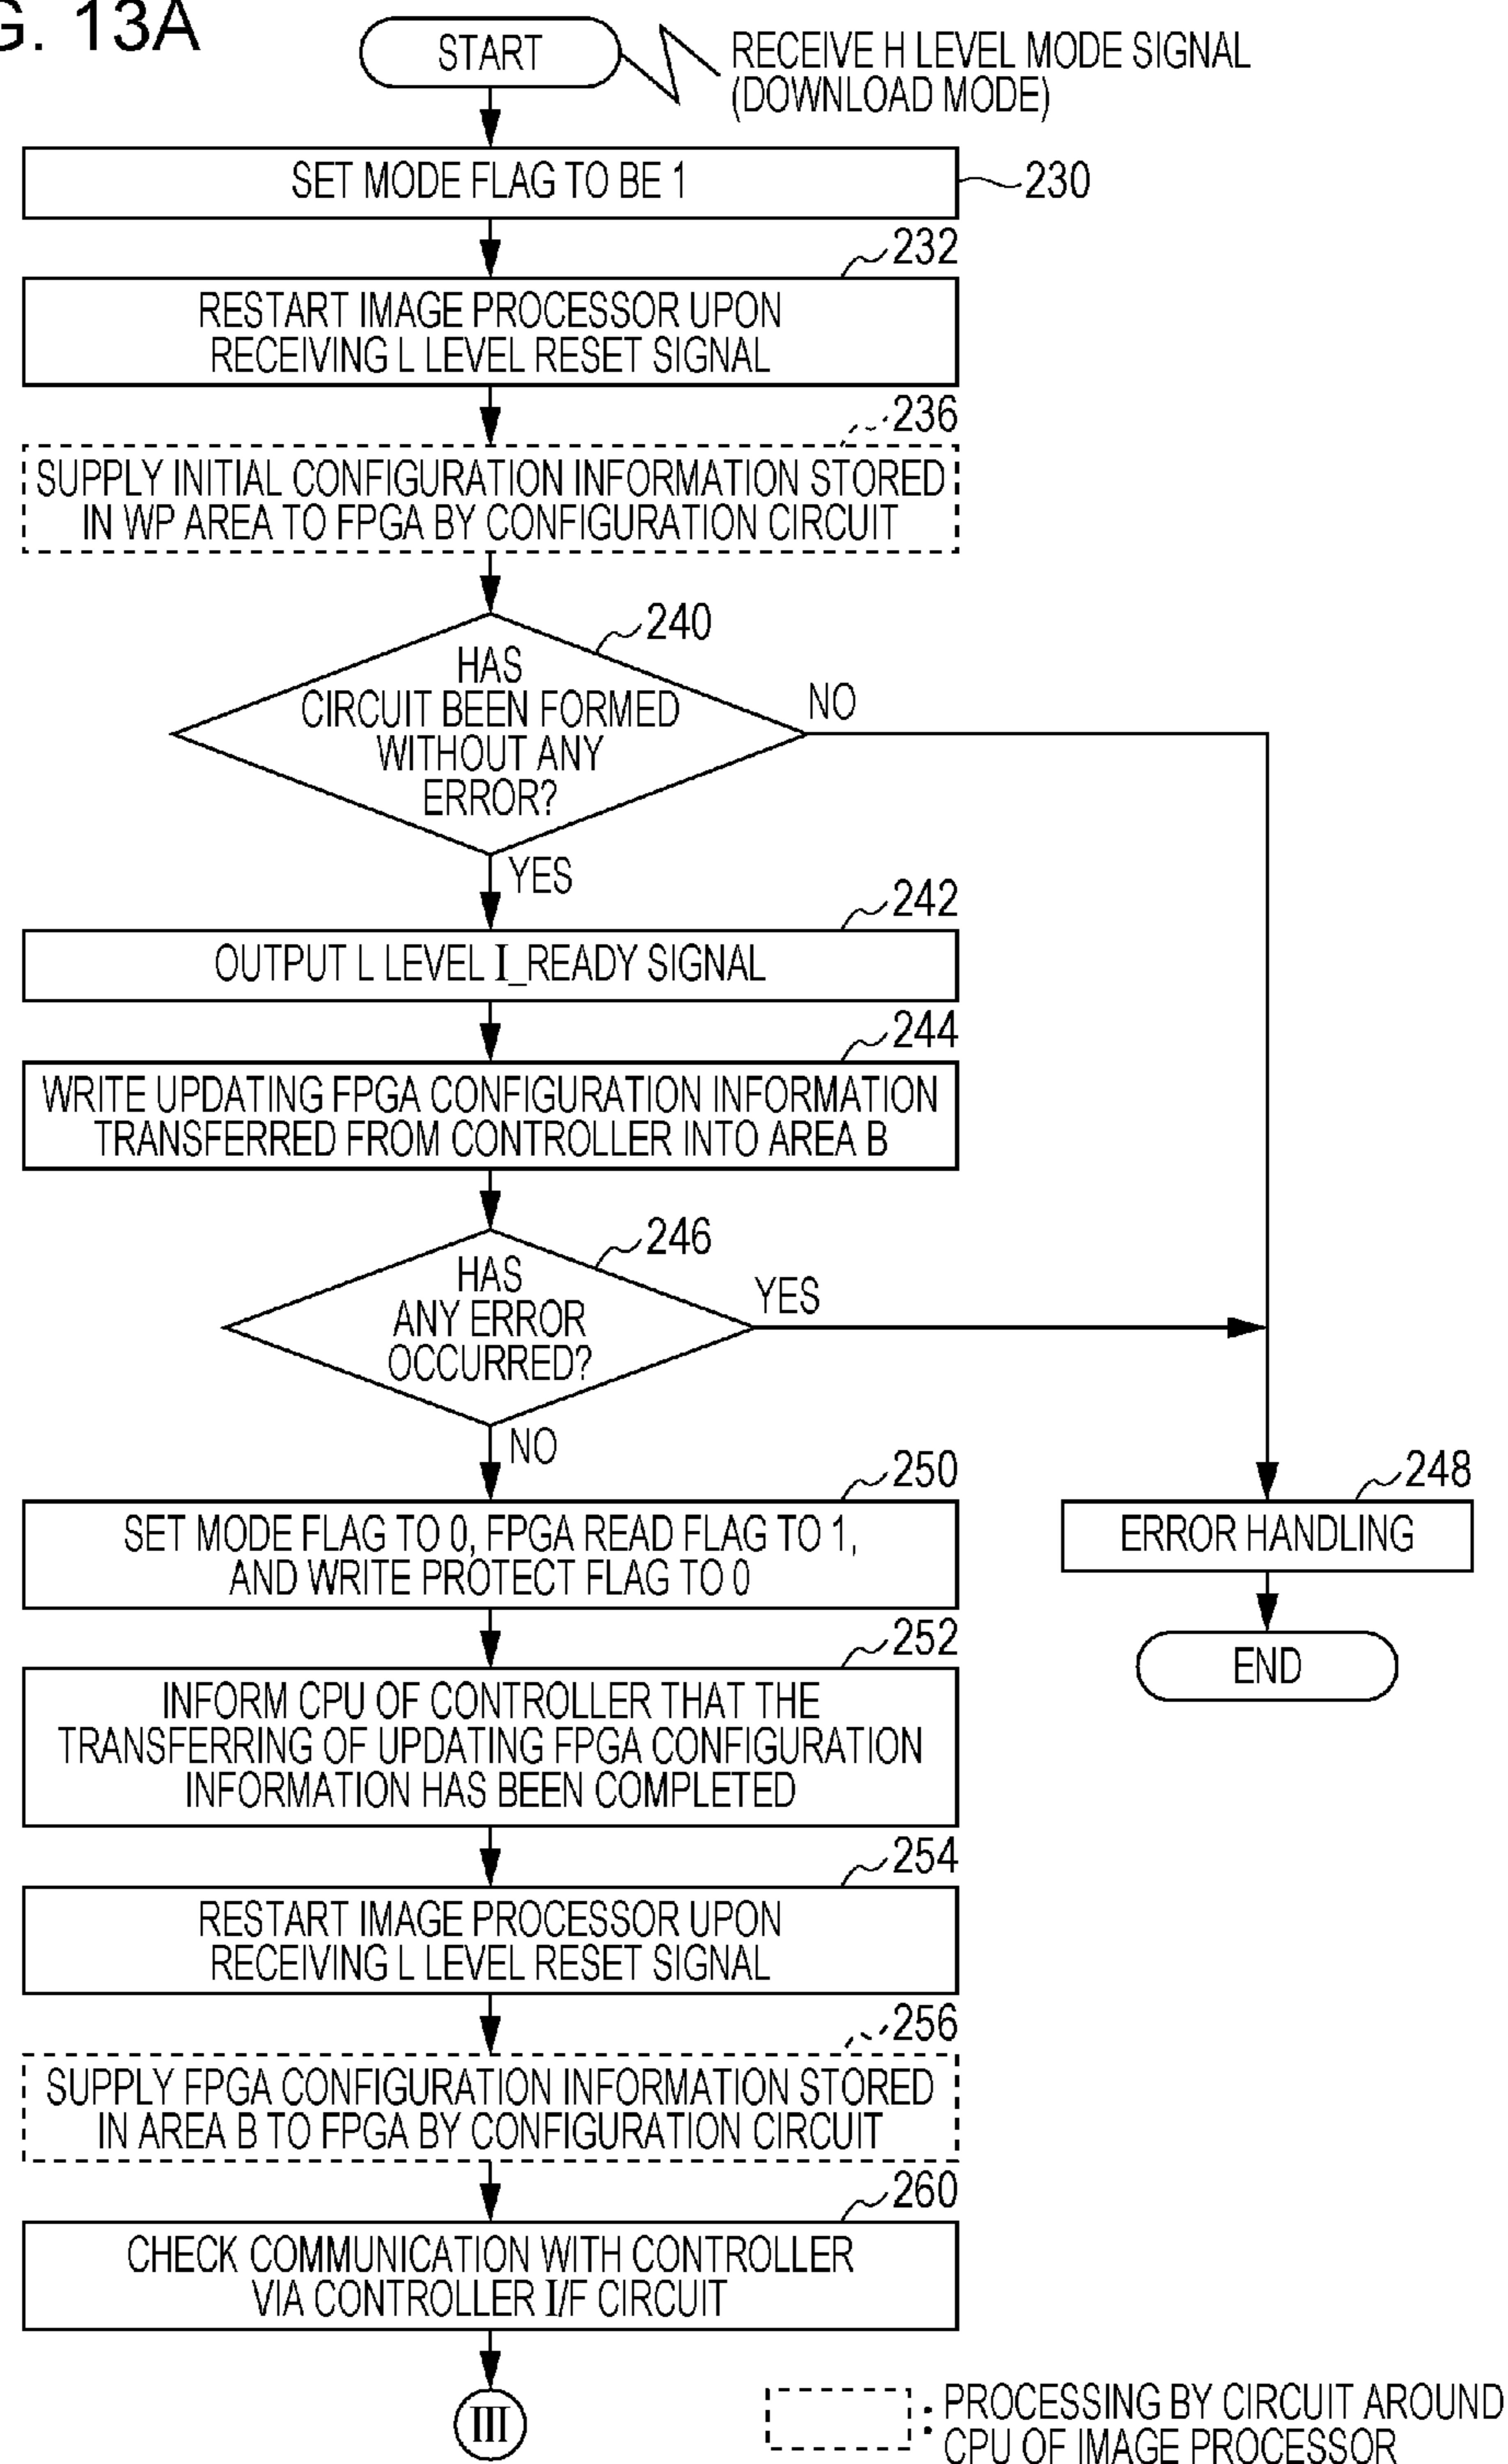 G. 13A
START
RECEIVE H LEVEL MODE SIGNAL
(DOWNLOAD MODE)
SET MODE FLAG TO BE 1
230
232
RESTART IMAGE PROCESSOR UPON
RECEIVING L LEVEL RESET SIGNAL
236
SUPPLY INITIAL CONFIGURATION INFORMATION STORED
IN WP AREA TO FPGA BY CONFIGURATION CIRCUIT
240
HAS
CIRCUIT BEEN FORMED
WITHOUT ANY
ERROR?
NO
YES
242
OUTPUT L LEVEL I_READY SIGNAL
244
WRITE UPDATING FPGA CONFIGURATION INFORMATION
TRANSFERRED FROM CONTROLLER INTO AREA B
246
HAS
ANY ERROR
OCCURRED?
YES
NO
250
SET MODE FLAG TO 0, FPGA READ FLAG TO 1,
AND WRITE PROTECT FLAG TO 0
248
ERROR HANDLING
END
252
INFORM CPU OF CONTROLLER THAT THE
TRANSFERRING OF UPDATING FPGA CONFIGURATION
INFORMATION HAS BEEN COMPLETED
254
RESTART IMAGE PROCESSOR UPON
RECEIVING L LEVEL RESET SIGNAL
256
SUPPLY FPGA CONFIGURATION INFORMATION STORED
IN AREA B TO FPGA BY CONFIGURATION CIRCUIT
260
CHECK COMMUNICATION WITH CONTROLLER
VIA CONTROLLER I/F CIRCUIT
III
: PROCESSING BY CIRCUIT AROUND
CPU OF IMAGE PROCESSOR